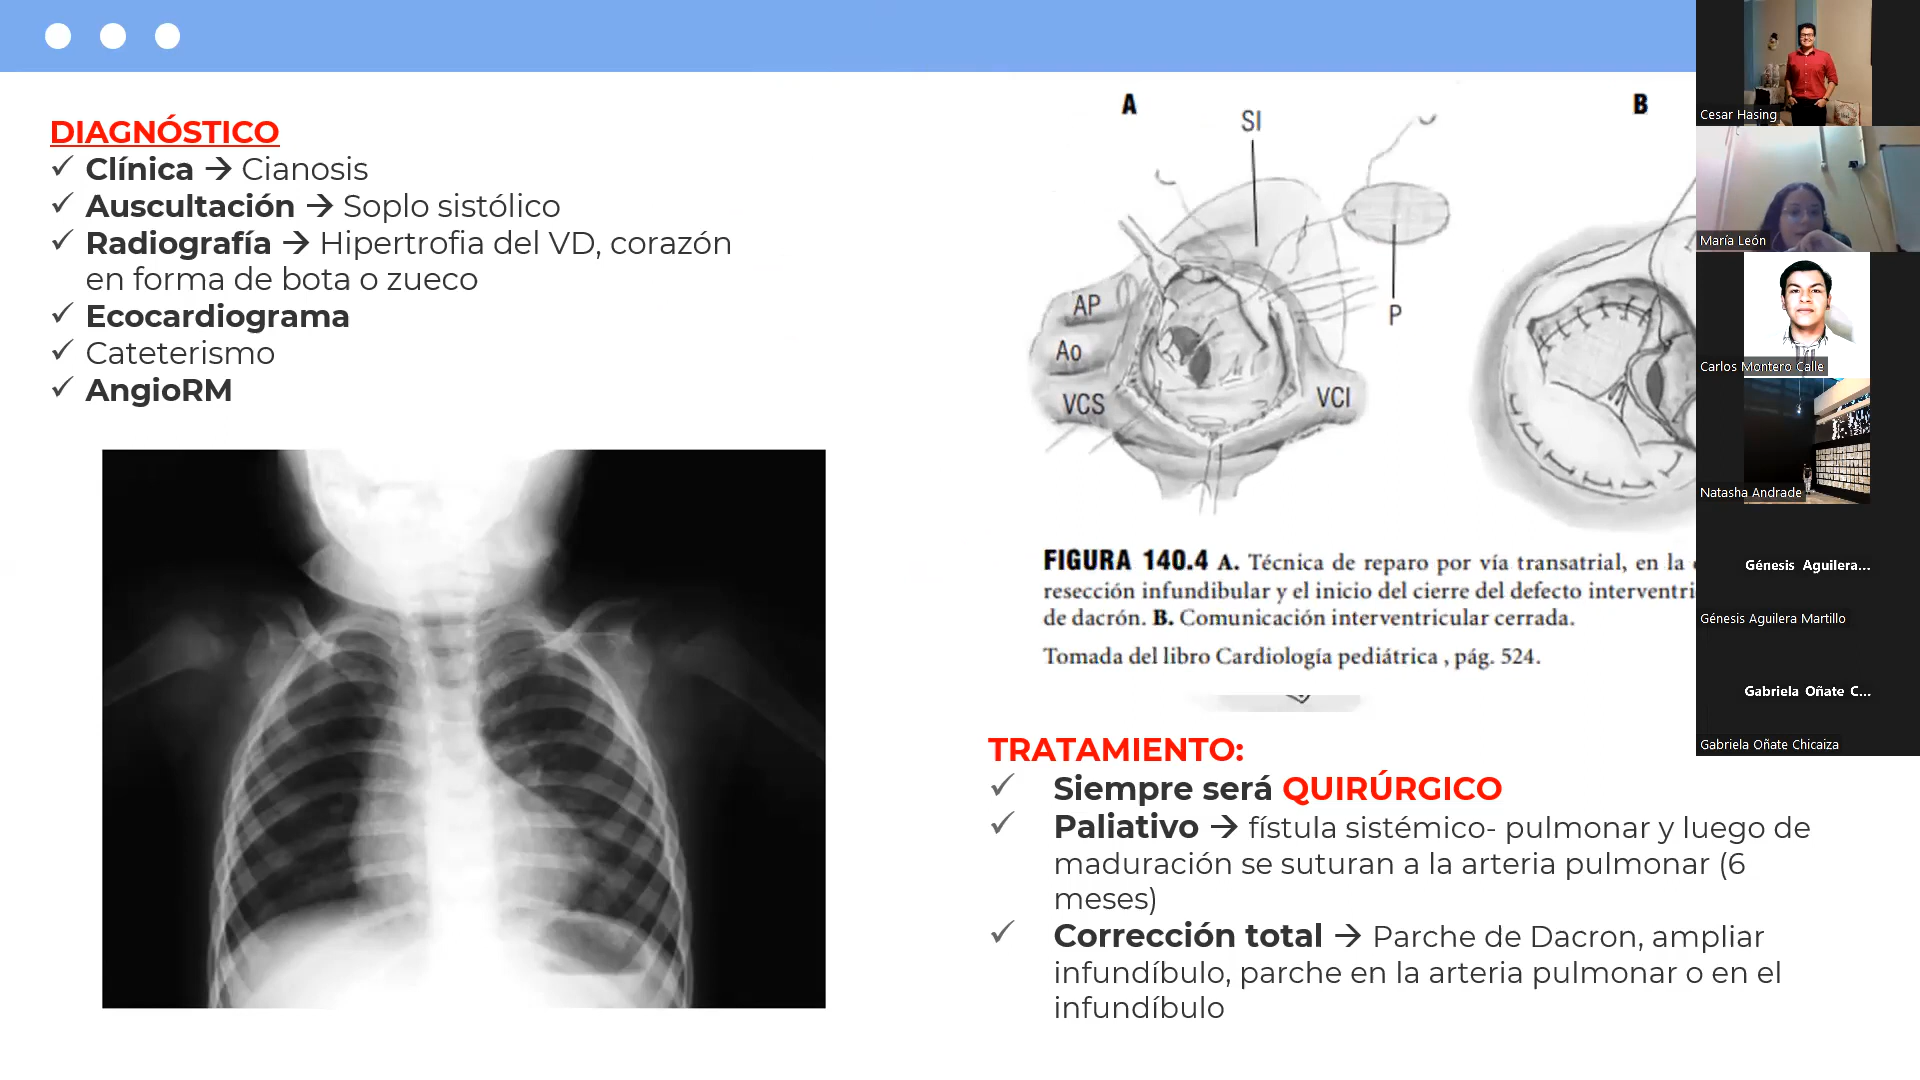 DIAGNÓSTICO
✓ Clínica → Cianosis
✓ Auscultación → Soplo sistólico
✓ Radiografía → Hipertrofia del VD, corazón
en forma de bota o zueco
✓ Ecocardiograma
✓ Cateterismo
✓ AngioRM
A
SI
B
AP
Ao
VCS
VCI
P
FIGURA 140.4 A. Técnica de reparo por vía transatrial, en la
resección infundibular y el inicio del cierre del defecto interventri
de dacrón. B. Comunicación interventricular cerrada.
Tomada del libro Cardiología pediátrica , pág. 524.
TRATAMIENTO:
✓ Siempre será QUIRÚRGICO
✓ Paliativo → fístula sistémico- pulmonar y luego de
maduración se suturan a la arteria pulmonar (6
meses)
✓ Corrección total → Parche de Dacron, ampliar
infundíbulo, parche en la arteria pulmonar o en el
infundíbulo
Cesar Hasing
María León
Carlos Montero Calle
Natasha Andrade
Génesis Aguilera...
Génesis Aguilera Martillo
Gabriela Oñate C...
Gabriela Oñate Chicaiza